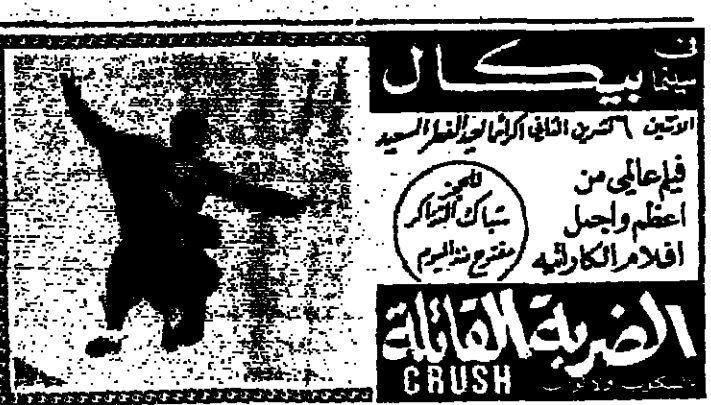 في
سينما
بيكال
الاثنين ٦ تشرين الثاني اكراما لعيد الفطر السعيد
فيلم عالمي من
اعظم واجمل
افلام الكاراتيه
للحجز
شباك التذاكر
مفتوح منذ اليوم
الضربة القاتلة
CRUSH